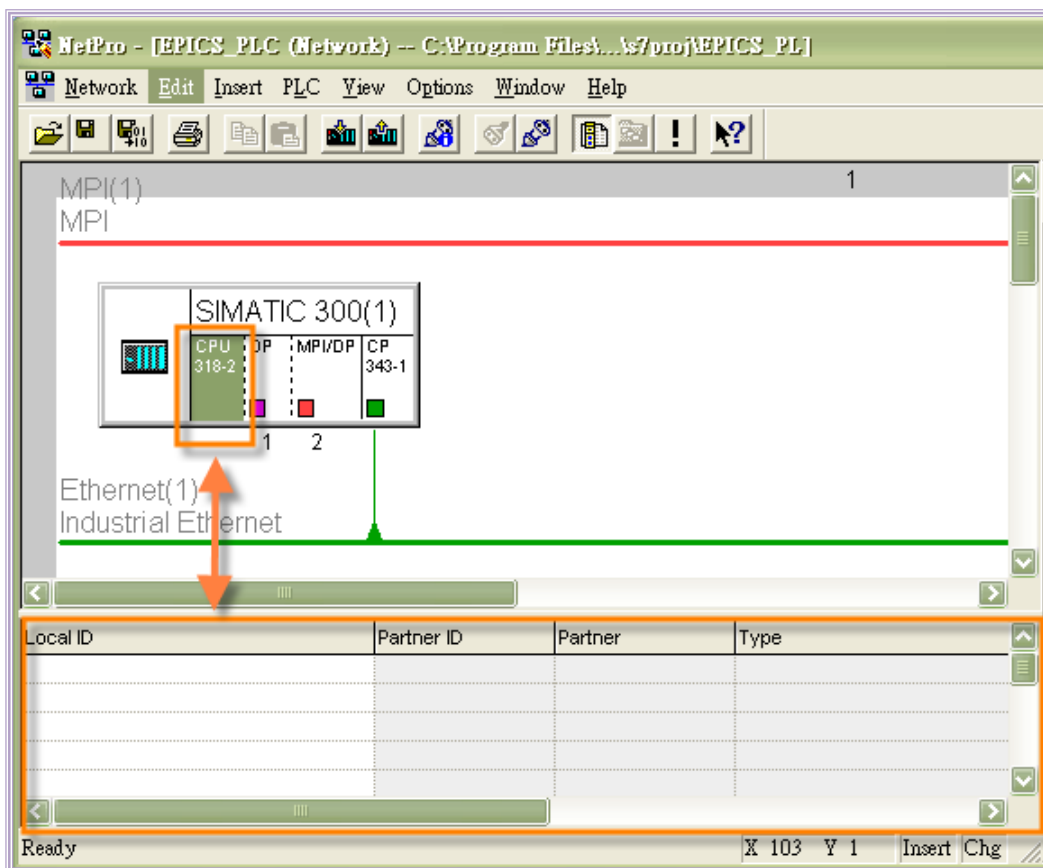 NetPro - [EPICS_PLC (Network) -- C:\Program Files\...\s7proj\EPICS_PL]
Network Edit Insert PLC View Options Window Help
1
MPI(1)
MPI
SIMATIC 300(1)
CPU 318-2
DP
MPI/DP
CP 343-1
1 2
Ethernet(1)
Industrial Ethernet
Local ID Partner ID Partner Type
Ready X 103 Y 1 Insert Chg